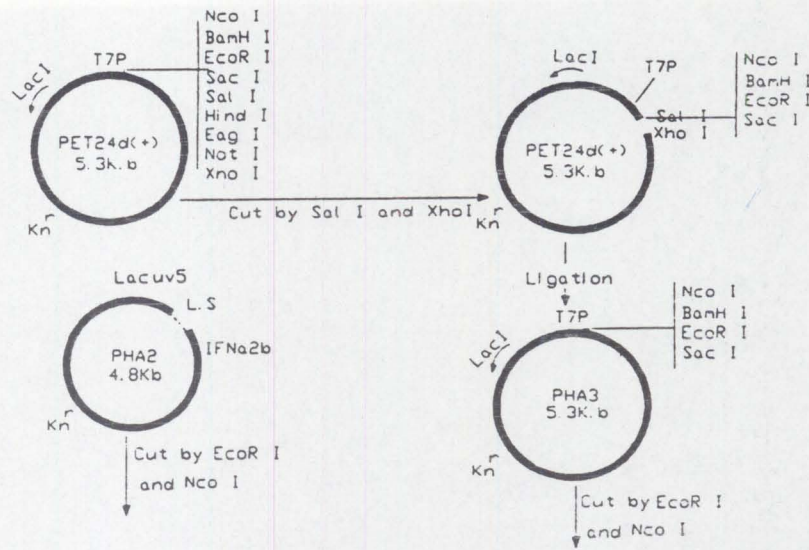 T7P
Nco I
BamH I
EcoR I
Sac I
Sal I
Hind I
Eag I
Not I
Xno I
LacI
PET24d(+)
5.3K.b
Kn r
Cut by Sal I and XhoI
LacI
T7P
Nco I
BamH I
EcoR I
Sac I
Sal I
Xho I
PET24d(+)
5.3K.b
Kn r
Lacuv5
L.S
IFNa2b
PHA2
4.8Kb
Kn r
Cut by EcoR I
and Nco I
Ligation
T7P
Nco I
BamH I
EcoR I
Sac I
LacI
PHA3
5.3K.b
Kn r
Cut by EcoR I
and Nco I